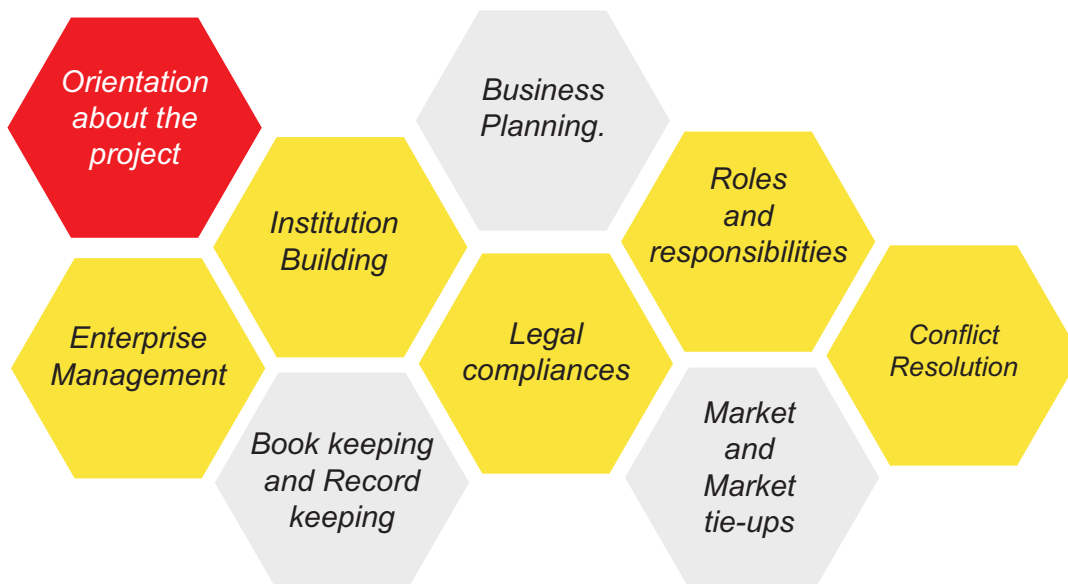 Orientation
about the
project
Business
Planning.
Institution
Building
Roles
and
responsibilities
Enterprise
Management
Legal
compliances
Conflict
Resolution
Book keeping
and Record
keeping
Market
and
Market
tie-ups